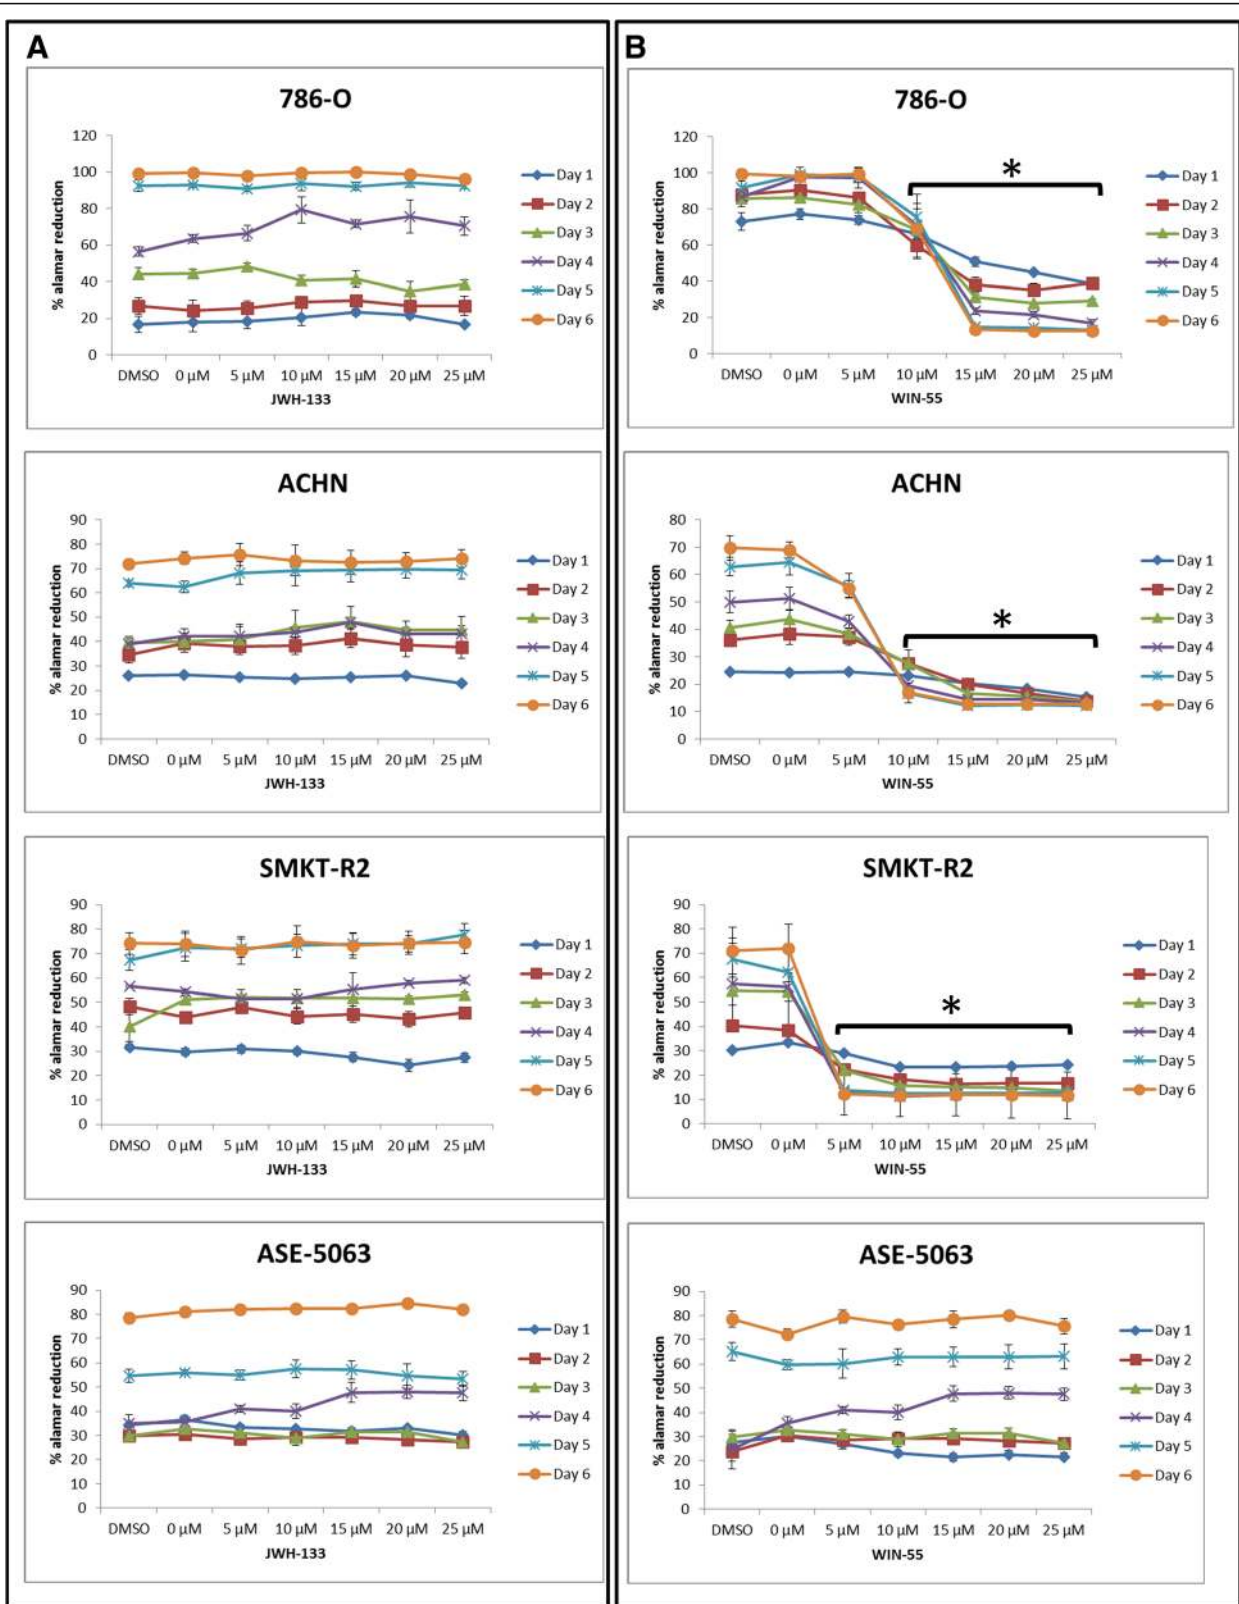 A
786-O
% alamar reduction
120
100
80
60
40
20
0
DMSO 0 µM 5 µM 10 µM 15 µM 20 µM 25 µM
JWH-133
Day 1
Day 2
Day 3
Day 4
Day 5
Day 6
ACHN
% alamar reduction
90
80
70
60
50
40
30
20
10
0
DMSO 0 µM 5 µM 10 µM 15 µM 20 µM 25 µM
JWH-133
Day 1
Day 2
Day 3
Day 4
Day 5
Day 6
SMKT-R2
% alamar reduction
90
80
70
60
50
40
30
20
10
0
DMSO 0 µM 5 µM 10 µM 15 µM 20 µM 25 µM
JWH-133
Day 1
Day 2
Day 3
Day 4
Day 5
Day 6
ASE-5063
% alamar reduction
90
80
70
60
50
40
30
20
10
0
DMSO 0 µM 5 µM 10 µM 15 µM 20 µM 25 µM
JWH-133
Day 1
Day 2
Day 3
Day 4
Day 5
Day 6
B
786-O
% alamar reduction
120
100
80
60
40
20
0
*
DMSO 0 µM 5 µM 10 µM 15 µM 20 µM 25 µM
WIN-55
Day 1
Day 2
Day 3
Day 4
Day 5
Day 6
ACHN
% alamar reduction
80
70
60
50
40
30
20
10
0
*
DMSO 0 µM 5 µM 10 µM 15 µM 20 µM 25 µM
WIN-55
Day 1
Day 2
Day 3
Day 4
Day 5
Day 6
SMKT-R2
% alamar reduction
90
80
70
60
50
40
30
20
10
0
*
DMSO 0 µM 5 µM 10 µM 15 µM 20 µM 25 µM
WIN-55
Day 1
Day 2
Day 3
Day 4
Day 5
Day 6
ASE-5063
% alamar reduction
90
80
70
60
50
40
30
20
10
0
DMSO 0 µM 5 µM 10 µM 15 µM 20 µM 25 µM
WIN-55
Day 1
Day 2
Day 3
Day 4
Day 5
Day 6